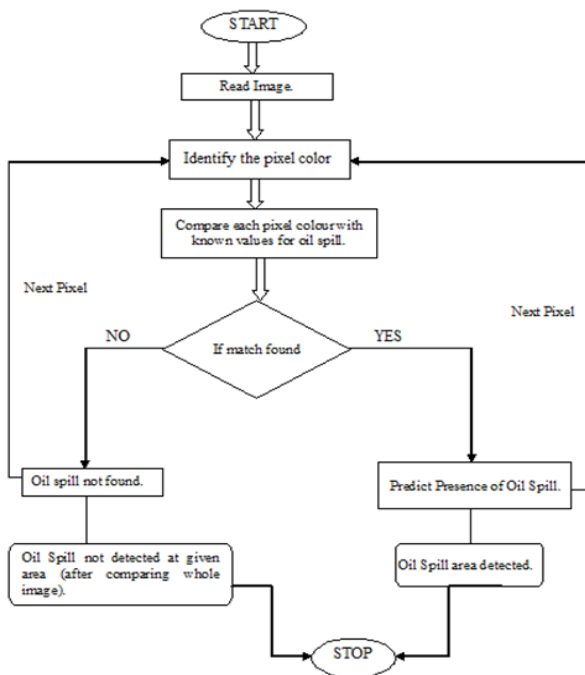 START
Read Image.
Identify the pixel color
Compare each pixel colour with
known values for oil spill.
Next Pixel
Next Pixel
NO
If match found
YES
Oil spill not found.
Predict Presence of Oil Spill.
Oil Spill not detected at given
area (after comparing whole
image).
Oil Spill area detected.
STOP